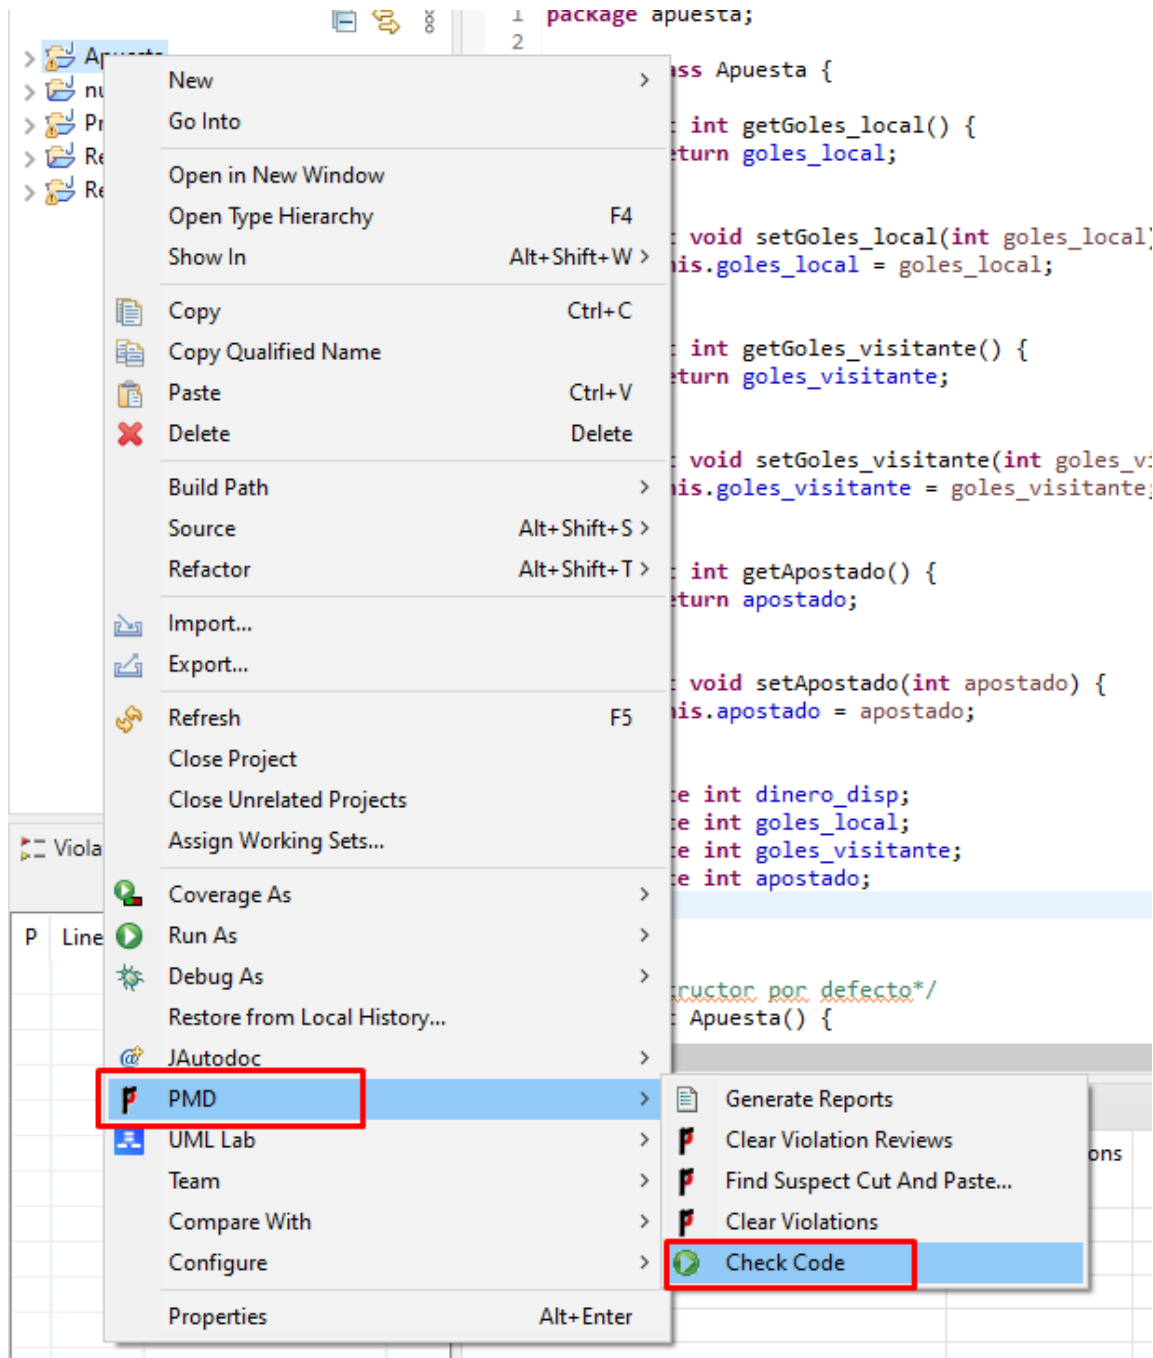 1 package apuesta;
2
Apuesta
ss Apuesta {
New
Go Into
int getGoles_local() {
turn goles_local;
Open in New Window
Open Type Hierarchy F4
Show In Alt+Shift+W
void setGoles_local(int goles_local)
is.goles_local = goles_local;
Copy Ctrl+C
Copy Qualified Name
Paste Ctrl+V
Delete Delete
int getGoles_visitante() {
turn goles_visitante;
Build Path
Source Alt+Shift+S
Refactor Alt+Shift+T
void setGoles_visitante(int goles_vi
is.goles_visitante = goles_visitante;
int getApostado() {
turn apostado;
Import...
Export...
Refresh F5
Close Project
Close Unrelated Projects
Assign Working Sets...
void setApostado(int apostado) {
is.apostado = apostado;
e int dinero_disp;
e int goles_local;
e int goles_visitante;
e int apostado;
Viola
P Line
Coverage As
Run As
Debug As
Restore from Local History...
JAutodoc
PMD
UML Lab
Team
Compare With
Configure
Properties Alt+Enter
tructor por defecto*/
Apuesta() {
Generate Reports
Clear Violation Reviews
Find Suspect Cut And Paste...
Clear Violations
Check Code
ons